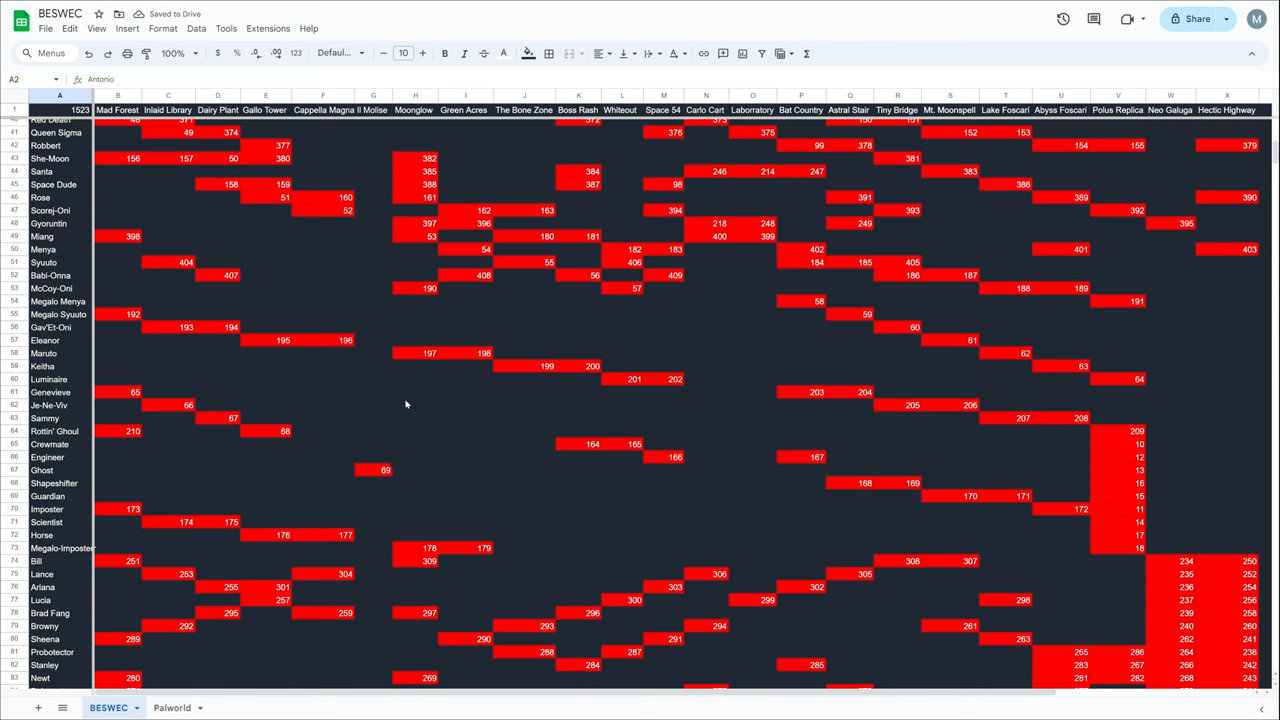 BESWEC Saved to Drive
File Edit View Insert Format Data Tools Extensions Help
Share M
Menus 100% $ % .0 .00 123 Defaul... 10 B I A
A2 Antonio
A B C D E F G H I J K L M N O P Q R S T U V W X
1 1523 Mad Forest Inlaid Library Dairy Plant Gallo Tower Cappella Magna Il Molise Moonglow Green Acres The Bone Zone Boss Rash Whiteout Space 54 Carlo Cart Laborratory Bat Country Astral Stair Tiny Bridge Mt. Moonspell Lake Foscari Abyss Foscari Polus Replica Neo Galuga Hectic Highway
40 Red Death 48 371 372 373 150 151
41 Queen Sigma 49 374 376 375 152 153
42 Robbert 377 99 378 154 155 379
43 She-Moon 156 157 50 380 382 381
44 Santa 385 384 246 214 247 383
45 Space Dude 158 159 388 387 98 386
46 Rose 51 160 161 391 389 390
47 Scorej-Oni 52 162 163 394 393 392
48 Gyoruntin 397 396 218 248 249 395
49 Miang 398 53 180 181 400 399
50 Menya 54 182 183 402 401 403
51 Syuuto 404 55 406 184 185 405
52 Babi-Onna 407 408 56 409 186 187
53 McCoy-Oni 190 57 188 189
54 Megalo Menya 58 191
55 Megalo Syuuto 192 59
56 Gav'Et-Oni 193 194 60
57 Eleanor 195 196 61
58 Maruto 197 198 62
59 Keitha 199 200 63
60 Luminaire 201 202 64
61 Genevieve 65 203 204
62 Je-Ne-Viv 66 205 206
63 Sammy 67 207 208
64 Rottin' Ghoul 210 68 209
65 Crewmate 164 165 10
66 Engineer 166 167 12
67 Ghost 69 13
68 Shapeshifter 168 169 16
69 Guardian 170 171 15
70 Imposter 173 172 11
71 Scientist 174 175 14
72 Horse 176 177 17
73 Megalo-Imposter 178 179 18
74 Bill 251 309 308 307 234 250
75 Lance 253 304 306 305 235 252
76 Ariana 255 301 303 302 236 254
77 Lucia 257 300 299 298 237 256
78 Brad Fang 295 259 297 296 239 258
79 Browny 292 293 294 261 240 260
80 Sheena 289 290 291 263 262 241
81 Probotector 288 287 265 286 264 238
82 Stanley 284 285 283 267 266 242
83 Newt 280 269 281 282 268 243
BESWEC Palworld